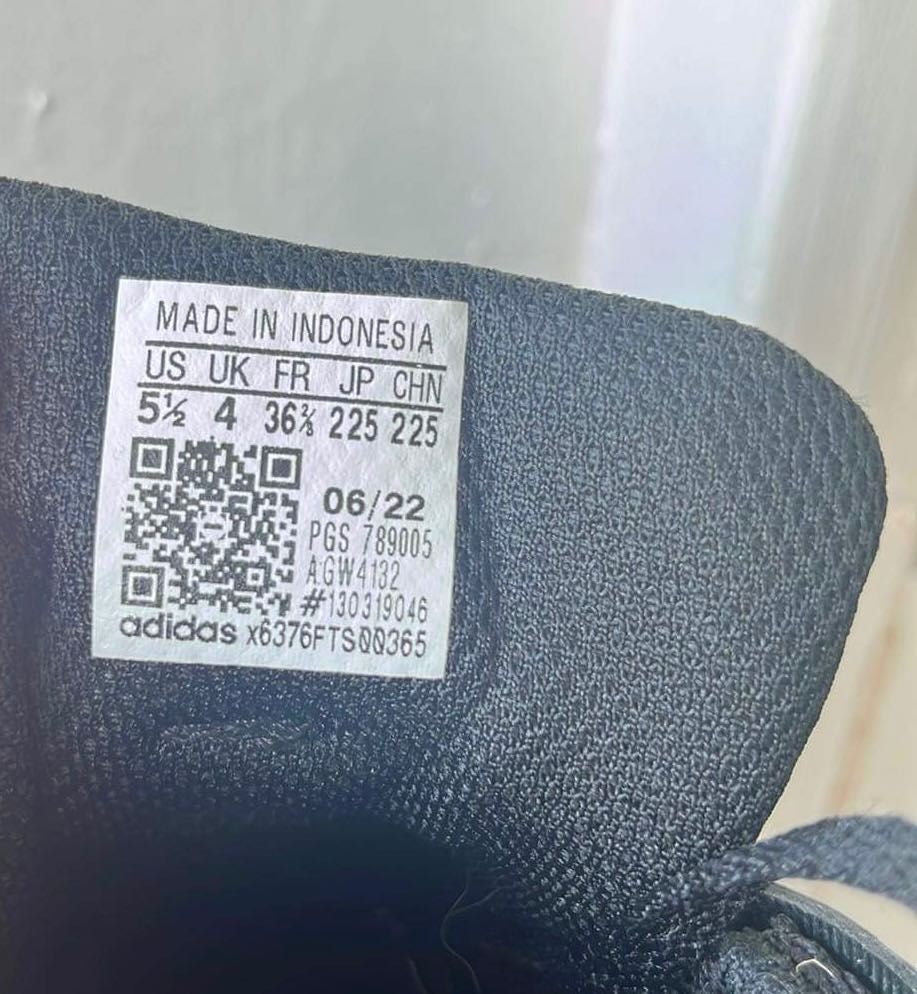 MADE IN INDONESIA
US UK FR JP CHN
5½ 4 36⅔ 225 225
06/22
PGS 789005
AGW4132
#130319046
adidas x6376FTSQQ365